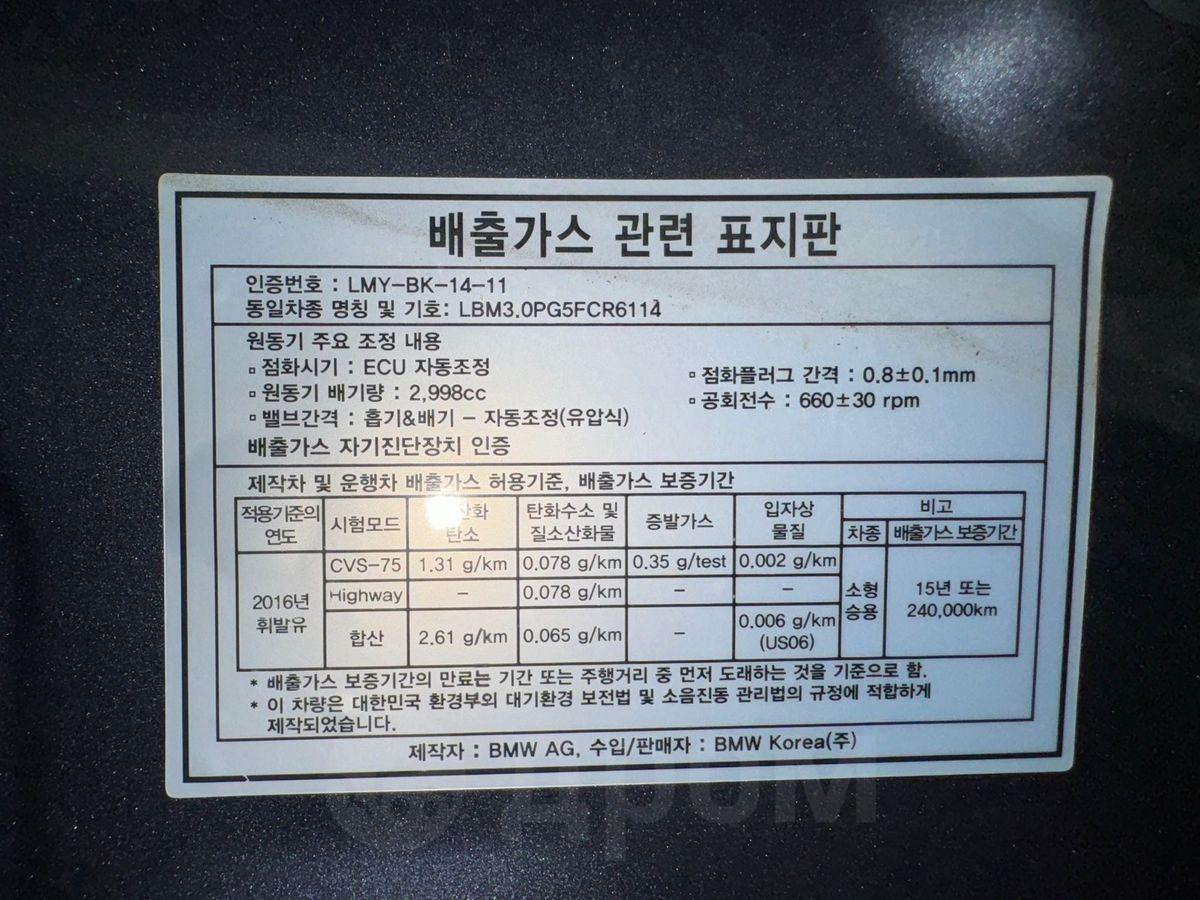 배출가스 관련 표지판
인증번호 : LMY-BK-14-11
동일차종 명칭 및 기호: LBM3.0PG5FCR6114
원동기 주요 조정 내용
▫ 점화시기 : ECU 자동조정
▫ 점화플러그 간격 : 0.8±0.1mm
▫ 원동기 배기량 : 2,998cc
▫ 공회전수 : 660±30 rpm
▫ 밸브간격 : 흡기&배기 - 자동조정(유압식)
배출가스 자기진단장치 인증
제작차 및 운행차 배출가스 허용기준, 배출가스 보증기간
적용기준의 연도 시험모드 탄소 탄화수소 및 질소산화물 증발가스 입자상 물질 비고
차종 배출가스 보증기간
2016년 휘발유
CVS-75 1.31 g/km 0.078 g/km 0.35 g/test 0.002 g/km
Highway - 0.078 g/km - -
합산 2.61 g/km 0.065 g/km - 0.006 g/km (US06)
소형 승용
15년 또는 240,000km
* 배출가스 보증기간의 만료는 기간 또는 주행거리 중 먼저 도래하는 것을 기준으로 함.
* 이 차량은 대한민국 환경부외 대기환경 보전법 및 소음진동 관리법의 규정에 적합하게
제작되었습니다.
제작자 : BMW AG, 수입/판매자 : BMW Korea(주)
Дром